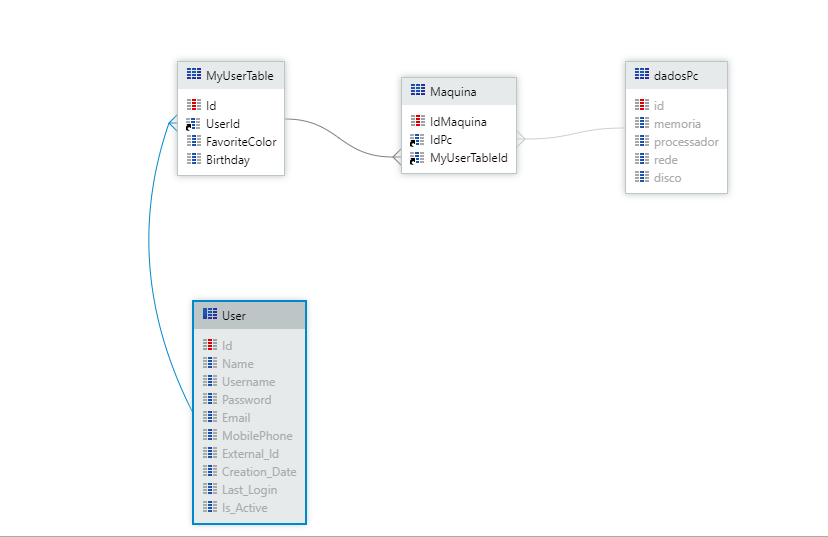 MyUserTable
Id
UserId
FavoriteColor
Birthday
Maquina
IdMaquina
IdPc
MyUserTableId
dadosPc
id
memoria
processador
rede
disco
User
Id
Name
Username
Password
Email
MobilePhone
External_Id
Creation_Date
Last_Login
Is_Active